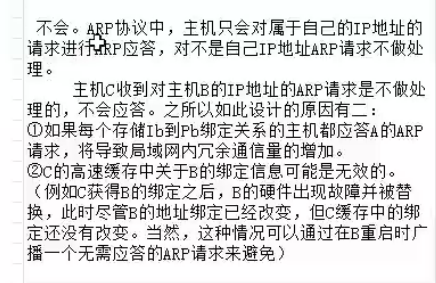 不会。ARP协议中，主机只会对属于自己的IP地址的
请求进行ARP应答，对不是自己IP地址ARP请求不做处
理。
主机C收到对主机B的IP地址的ARP请求是不做处
理的，不会应答。之所以如此设计的原因有二：
①如果每个存储Ib到Pb绑定关系的主机都应答A的ARP
请求，将导致局域网内冗余通信量的增加。
②C的高速缓存中关于B的绑定信息可能是无效的。
（例如C获得B的绑定之后，B的硬件出现故障并被替
换，此时尽管B的地址绑定已经改变，但C缓存中的绑
定还没有改变。当然，这种情况可以通过在B重启时广
播一个无需应答的ARP请求来避免）